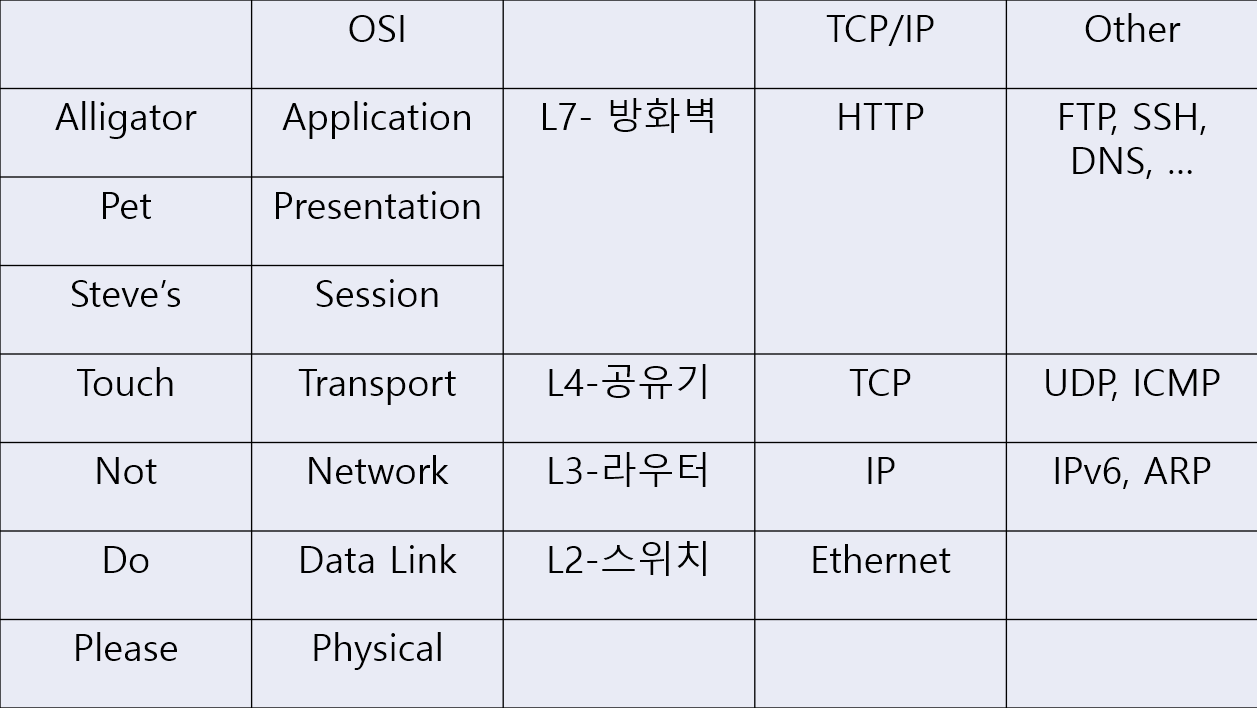 OSI TCP/IP Other
Alligator Application L7- 방화벽 HTTP FTP, SSH,
DNS, ...
Pet Presentation
Steve‘s Session
Touch Transport L4-공유기 TCP UDP, ICMP
Not Network L3-라우터 IP IPv6, ARP
Do Data Link L2-스위치 Ethernet
Please Physical